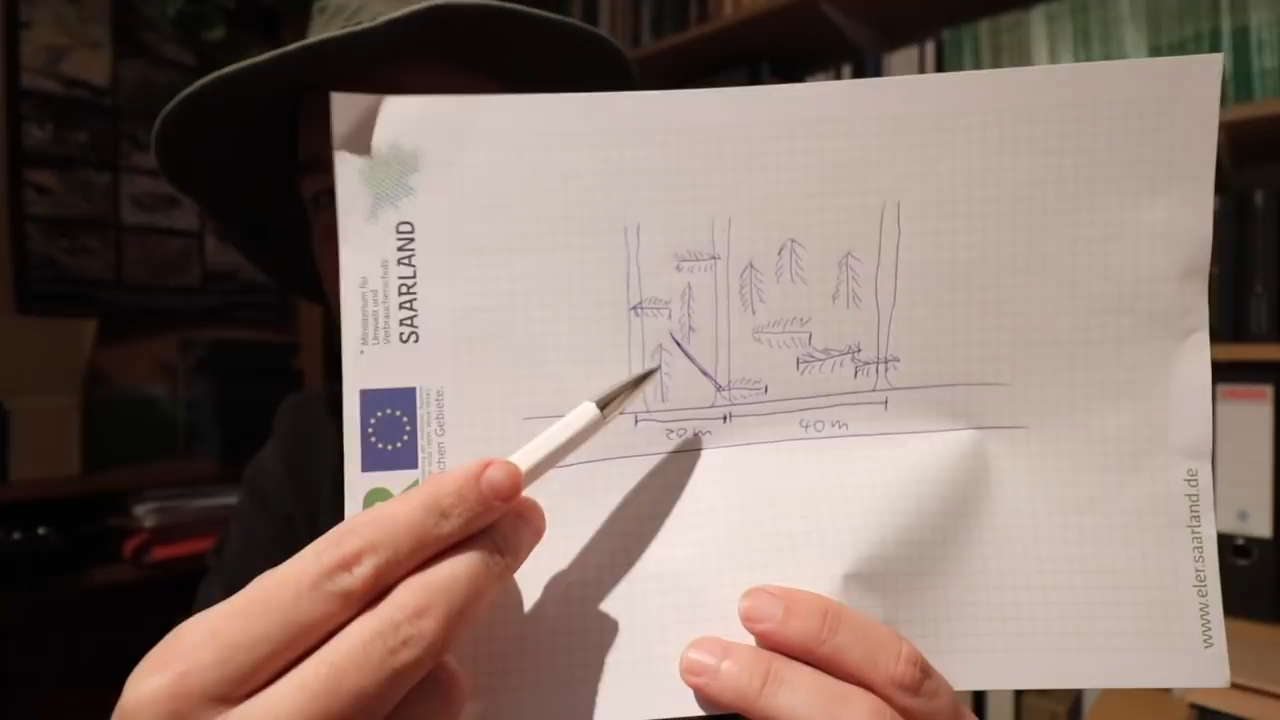 * Ministerium für
Umwelt und
Verbraucherschutz
SAARLAND
chen Gebiete.
20 m
40 m
www.eler.saarland.de